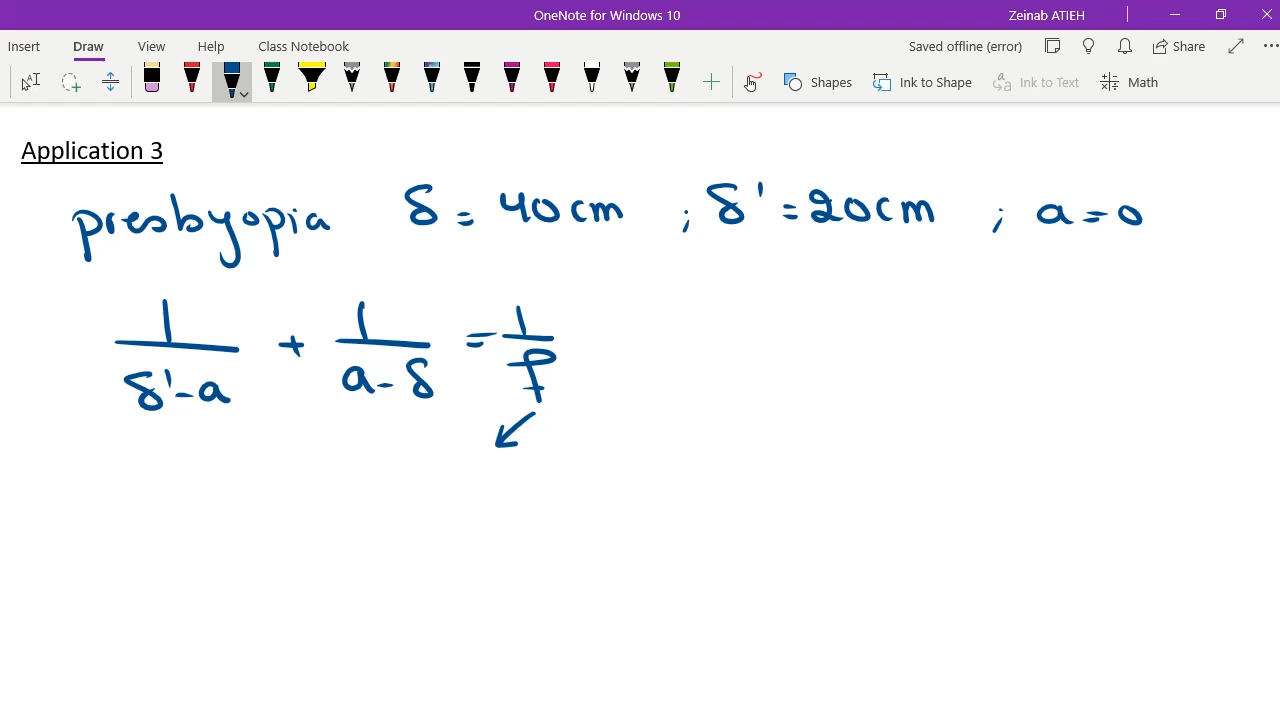 OneNote for Windows 10 Zeinab ATIEH
Insert Draw View Help Class Notebook Saved offline (error) Share
Shapes Ink to Shape Ink to Text Math
Application 3
presbyopia δ = 40 cm ; δ' = 20 cm ; a = 0
1/(δ' - a) + 1/(a - δ) = 1/f